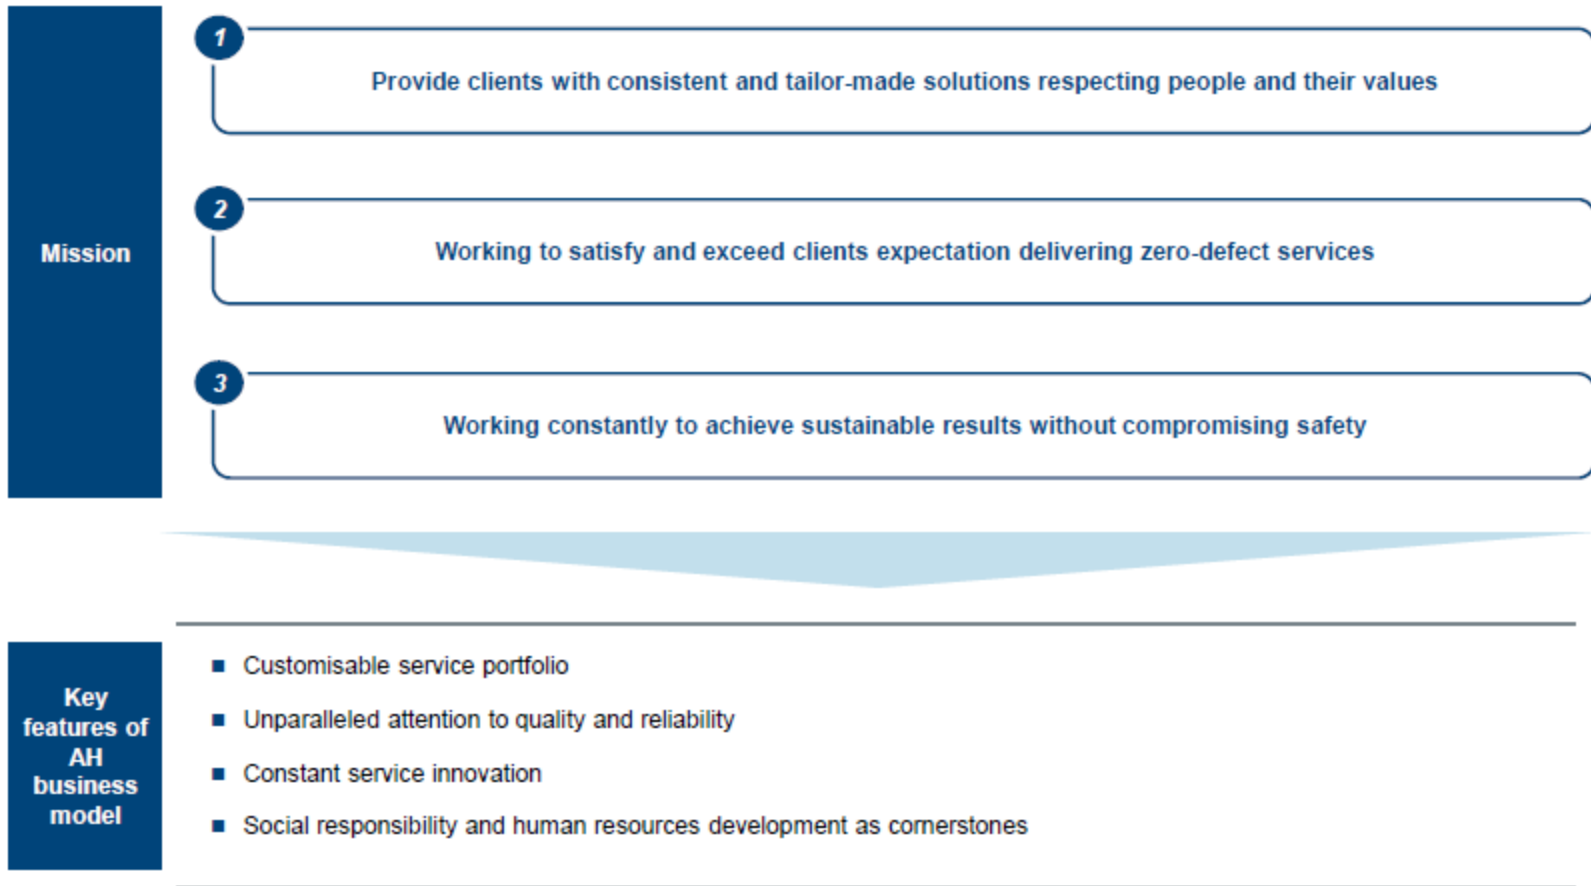 1
Provide clients with consistent and tailor-made solutions respecting people and their values
2
Mission
Working to satisfy and exceed clients expectation delivering zero-defect services
3
Working constantly to achieve sustainable results without compromising safety
Key
features of
AH
business
model
Customisable service portfolio
Unparalleled attention to quality and reliability
Constant service innovation
Social responsibility and human resources development as cornerstones